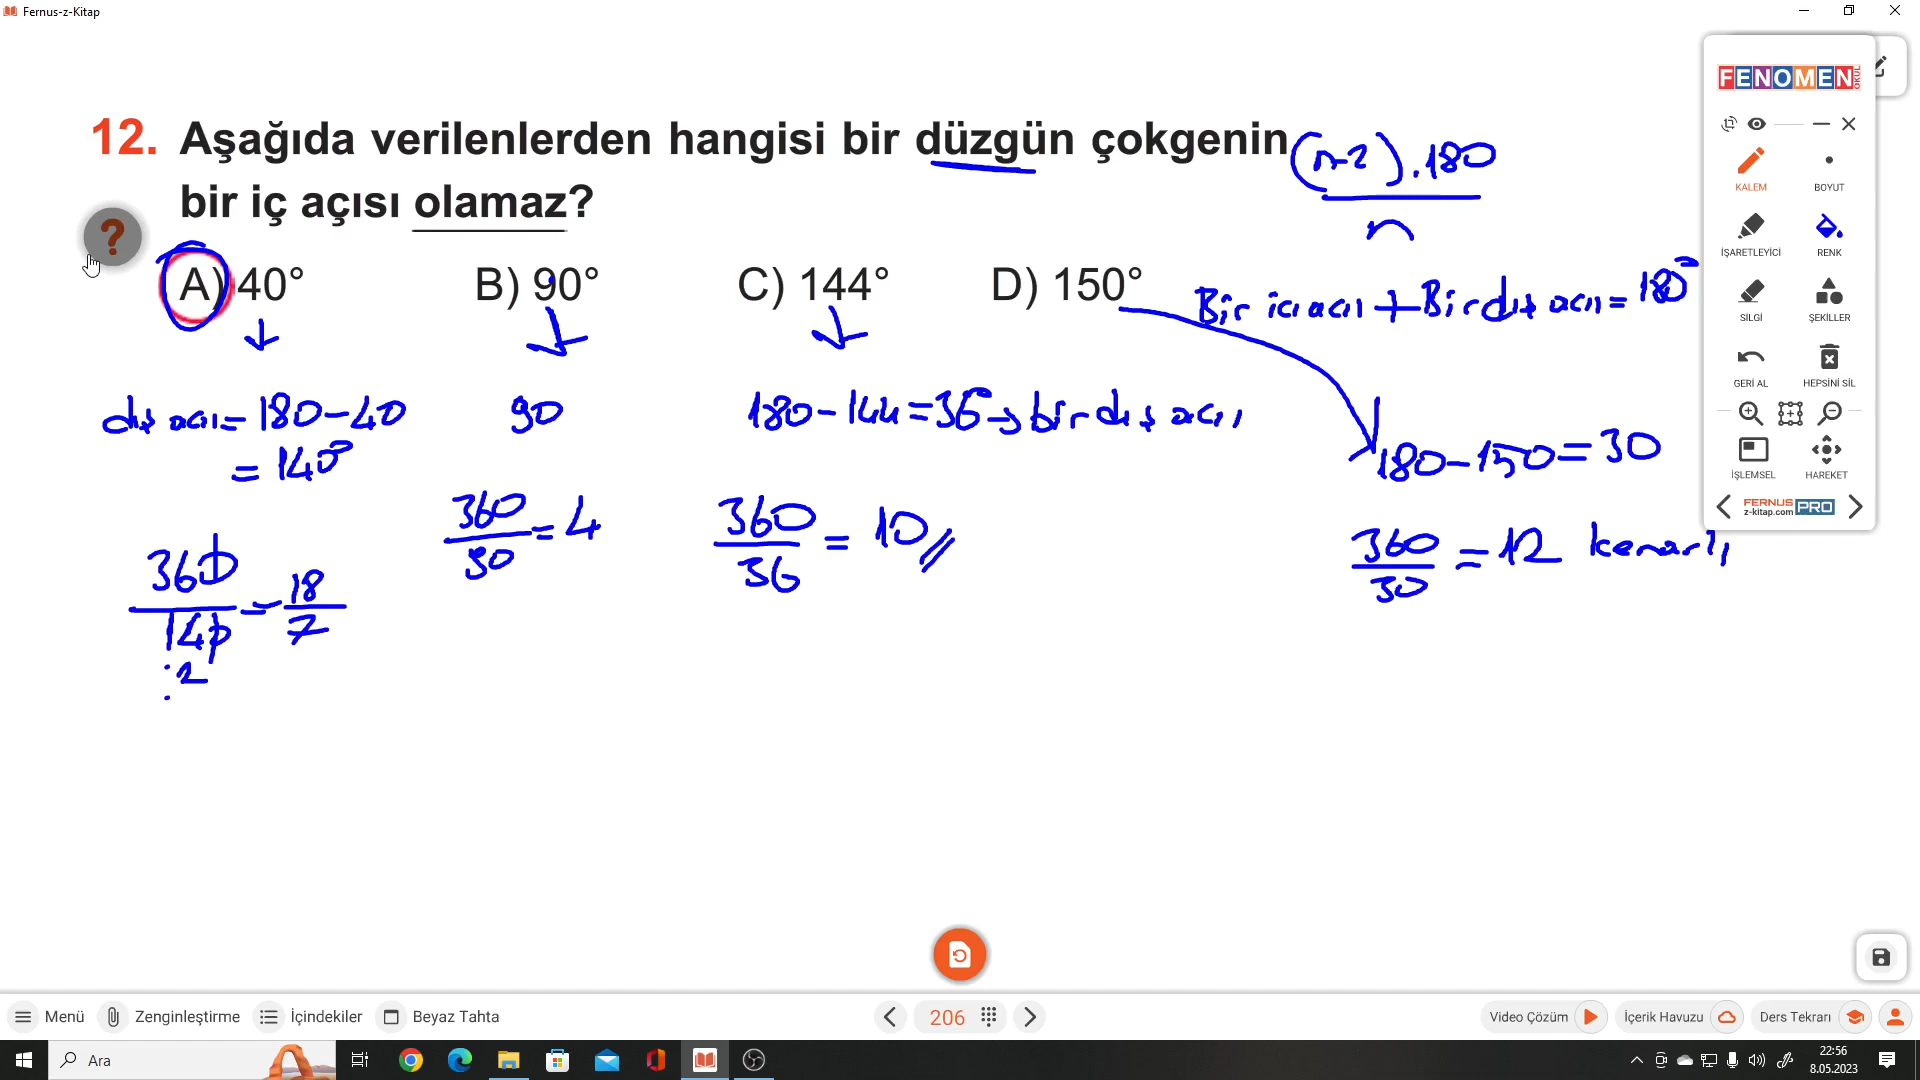 Fernus-z-Kitap
FENOMEN OKUL
12. Aşağıda verilenlerden hangisi bir düzgün çokgenin
bir iç açısı olamaz?
(n-2).180
n
?
A) 40° B) 90° C) 144° D) 150°
Bir iç açı + Bir dış açı = 180°
dış açı = 180-40
= 140°
90
180-144=36° → bir dış açı
180-150=30
360
140
:2
= 18
7
360
90
= 4
360
36
= 10
360
30
= 12 kenarlı
KALEM BOYUT
İŞARETLEYİCİ RENK
SİLGİ ŞEKİLLER
GERİ AL HEPSİNİ SİL
İŞLEMSEL HAREKET
FERNUS
z-kitap.com PRO
Menü Zenginleştirme İçindekiler Beyaz Tahta 206 Video Çözüm İçerik Havuzu Ders Tekrarı
Ara
22:56
8.05.2023